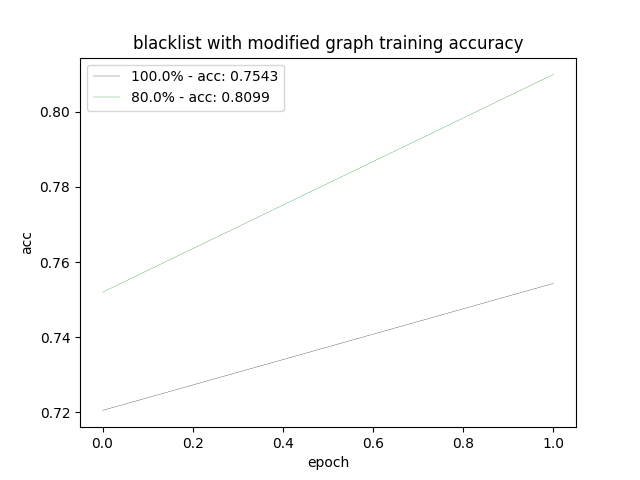 blacklist with modified graph training accuracy
100.0% - acc: 0.7543
80.0% - acc: 0.8099
acc
0.80
0.78
0.76
0.74
0.72
0.0 0.2 0.4 0.6 0.8 1.0
epoch